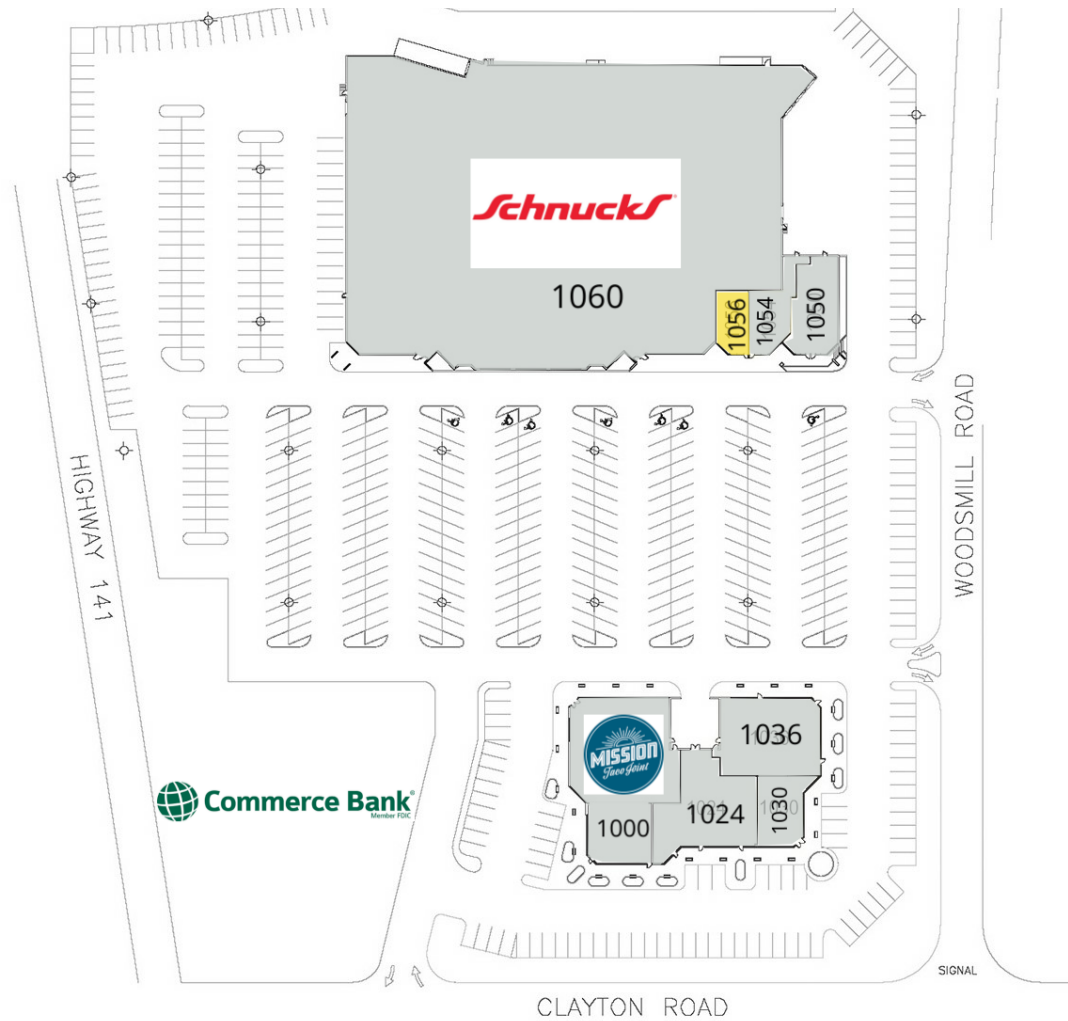 Schnucks
1060
1056
1054
1050
HIGHWAY 141
WOODSMILL ROAD
MISSION
Taco Joint
1036
1024
1030
1000
Commerce Bank
Member FDIC
SIGNAL
CLAYTON ROAD